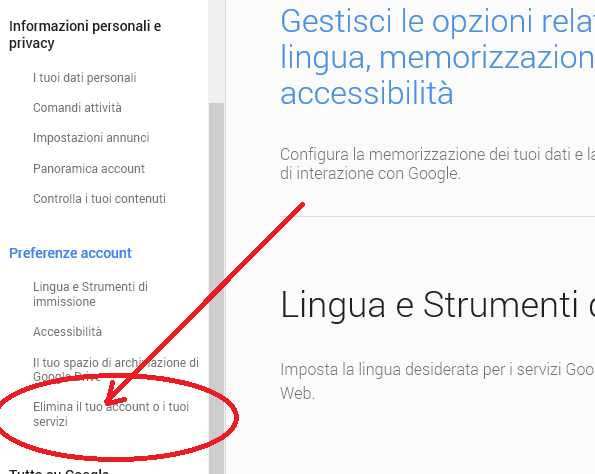 Informazioni personali e
privacy
I tuoi dati personali
Comandi attività
Impostazioni annunci
Panoramica account
Controlla i tuoi contenuti
Preferenze account
Lingua e Strumenti di
immissione
Accessibilità
Il tuo spazio di archiviazione di
Google Drive
Elimina il tuo account o i tuoi
servizi
Tutto su Google
Gestisci le opzioni rela
lingua, memorizzazion
accessibilità
Configura la memorizzazione dei tuoi dati e la
di interazione con Google.
Lingua e Strumenti d
Imposta la lingua desiderata per i servizi Goo
Web.